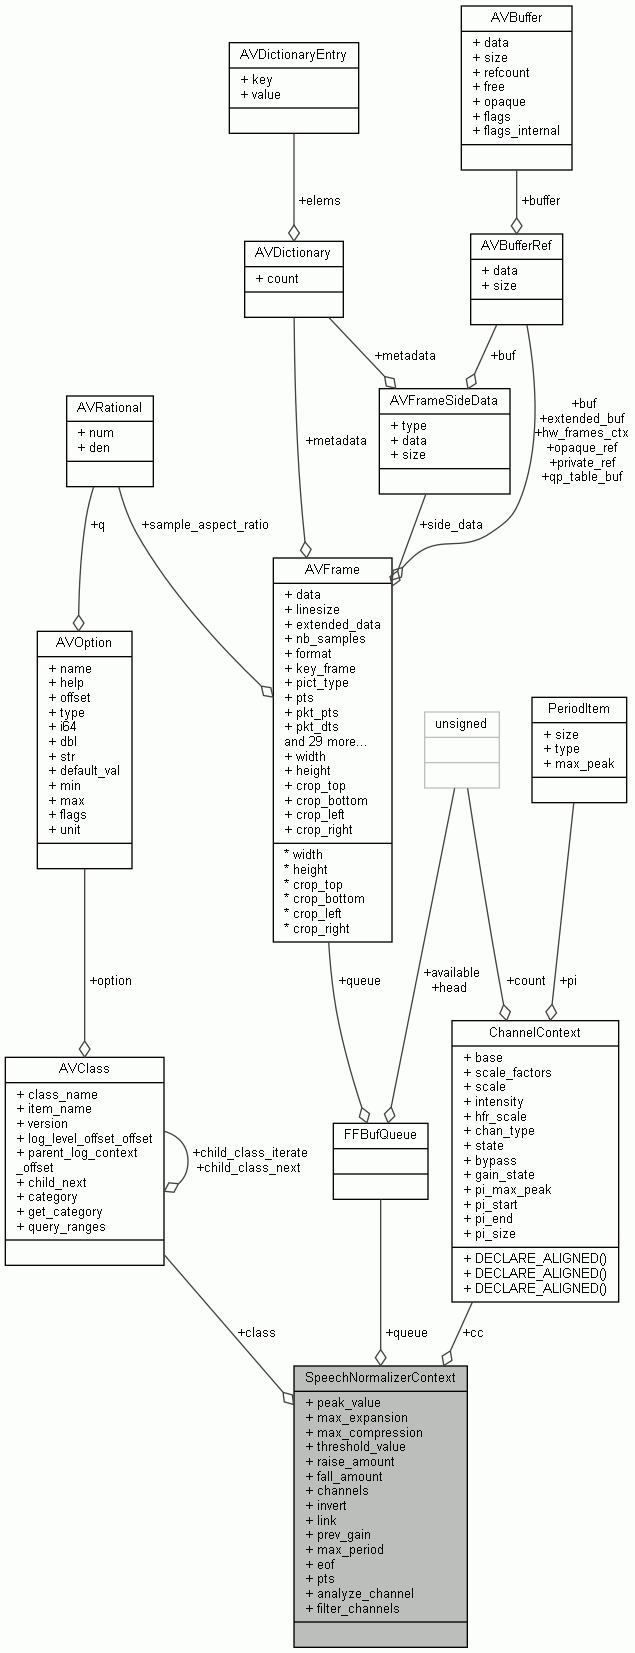 AVBuffer
+ data
+ size
+ refcount
+ free
+ opaque
+ flags
+ flags_internal
AVDictionaryEntry
+ key
+ value
+elems
+buffer
AVDictionary
+ count
AVBufferRef
+ data
+ size
+metadata
+buf
AVFrameSideData
+ type
+ data
+ size
+buf
+extended_buf
+hw_frames_ctx
+opaque_ref
+private_ref
+qp_table_buf
AVRational
+ num
+ den
+metadata
+q
+sample_aspect_ratio
+side_data
AVFrame
+ data
+ linesize
+ extended_data
+ nb_samples
+ format
+ key_frame
+ pict_type
+ pts
+ pkt_pts
+ pkt_dts
and 29 more...
+ width
+ height
+ crop_top
+ crop_bottom
+ crop_left
+ crop_right
* width
* height
* crop_top
* crop_bottom
* crop_left
* crop_right
AVOption
+ name
+ help
+ offset
+ type
+ i64
+ dbl
+ str
+ default_val
+ min
+ max
+ flags
+ unit
unsigned
PeriodItem
+ size
+ type
+ max_peak
+option
+queue
+available
+head
+count
+pi
AVClass
+ class_name
+ item_name
+ version
+ log_level_offset_offset
+ parent_log_context
_offset
+ child_next
+ category
+ get_category
+ query_ranges
+child_class_iterate
+child_class_next
FFBufQueue
ChannelContext
+ base
+ scale_factors
+ scale
+ intensity
+ hfr_scale
+ chan_type
+ state
+ bypass
+ gain_state
+ pi_max_peak
+ pi_start
+ pi_end
+ pi_size
+ DECLARE_ALIGNED()
+ DECLARE_ALIGNED()
+ DECLARE_ALIGNED()
+class
+queue
+cc
SpeechNormalizerContext
+ peak_value
+ max_expansion
+ max_compression
+ threshold_value
+ raise_amount
+ fall_amount
+ channels
+ invert
+ link
+ prev_gain
+ max_period
+ eof
+ pts
+ analyze_channel
+ filter_channels